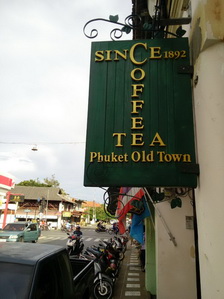 SINCE 1892
COFFEE
TEA
Phuket Old Town